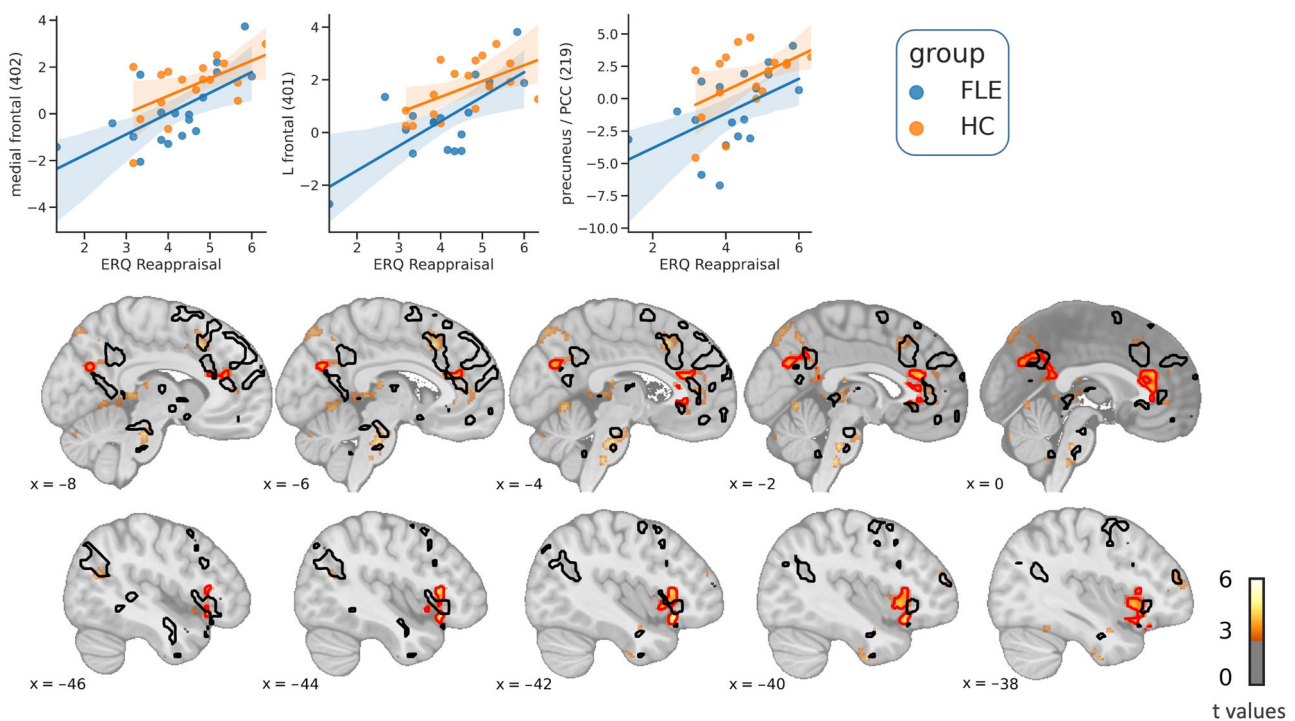 medial frontal (402)
4
2
0
−2
−4
2
3
4
5
6
ERQ Reappraisal
L frontal (401)
4
2
0
−2
2
3
4
5
6
ERQ Reappraisal
precuneus / PCC (219)
5.0
2.5
0.0
−2.5
−5.0
−7.5
−10.0
2
4
6
ERQ Reappraisal
group
FLE
HC
x = –8
x = –6
x = –4
x = –2
x = 0
x = –46
x = –44
x = –42
x = –40
x = –38
6
3
0
t values